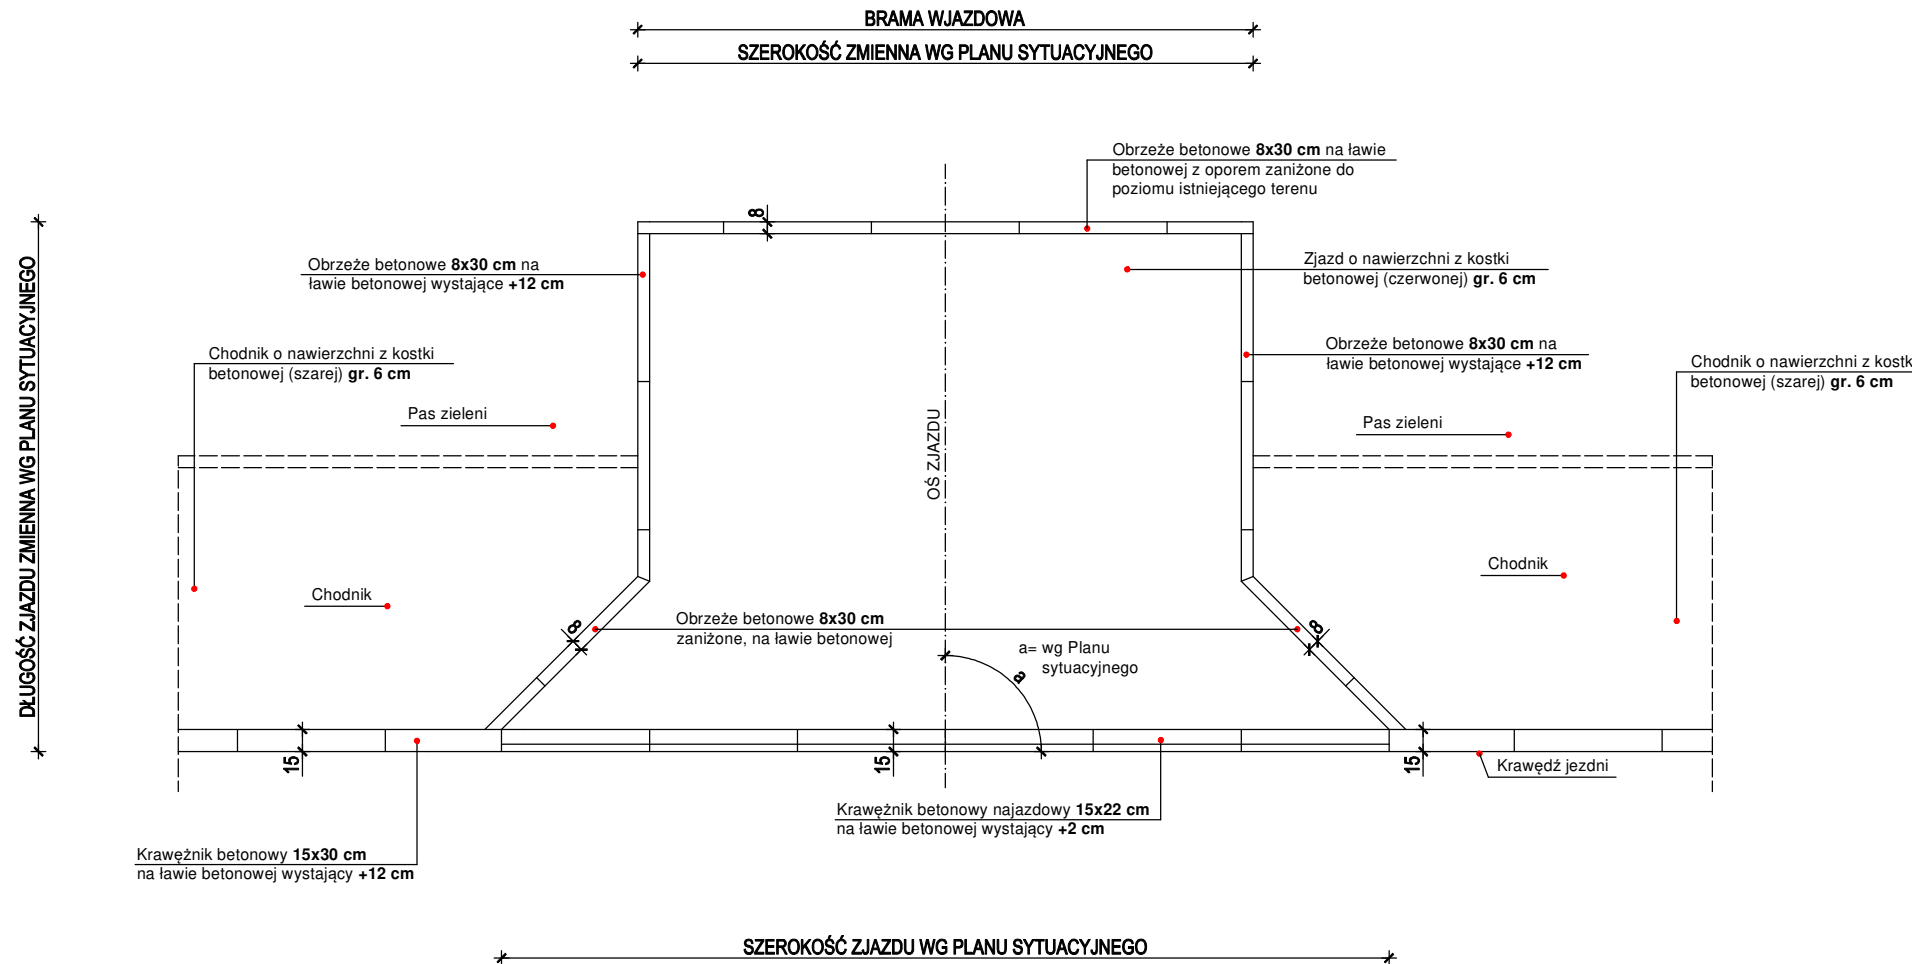 BRAMA WJAZDOWA
SZEROKOŚĆ ZMIENNA WG PLANU SYTUACYJNEGO
Obrzeże betonowe 8x30 cm na ławie
betonowej z oporem zaniżone do
poziomu istniejącego terenu
8
DŁUGOŚĆ ZJAZDU ZMIENNA WG PLANU SYTUACYJNEGO
Obrzeże betonowe 8x30 cm na
ławie betonowej wystające +12 cm
Zjazd o nawierzchni z kostki
betonowej (czerwonej) gr. 6 cm
Chodnik o nawierzchni z kostki
betonowej (szarej) gr. 6 cm
Obrzeże betonowe 8x30 cm na
ławie betonowej wystające +12 cm
Chodnik o nawierzchni z kostk
betonowej (szarej) gr. 6 cm
Pas zieleni
Pas zieleni
OŚ ZJAZDU
Chodnik
Chodnik
8
Obrzeże betonowe 8x30 cm
zaniżone, na ławie betonowej
8
a= wg Planu
sytuacyjnego
a
15
15
15
Krawędź jezdni
Krawężnik betonowy najazdowy 15x22 cm
na ławie betonowej wystający +2 cm
Krawężnik betonowy 15x30 cm
na ławie betonowej wystający +12 cm
SZEROKOŚĆ ZJAZDU WG PLANU SYTUACYJNEGO